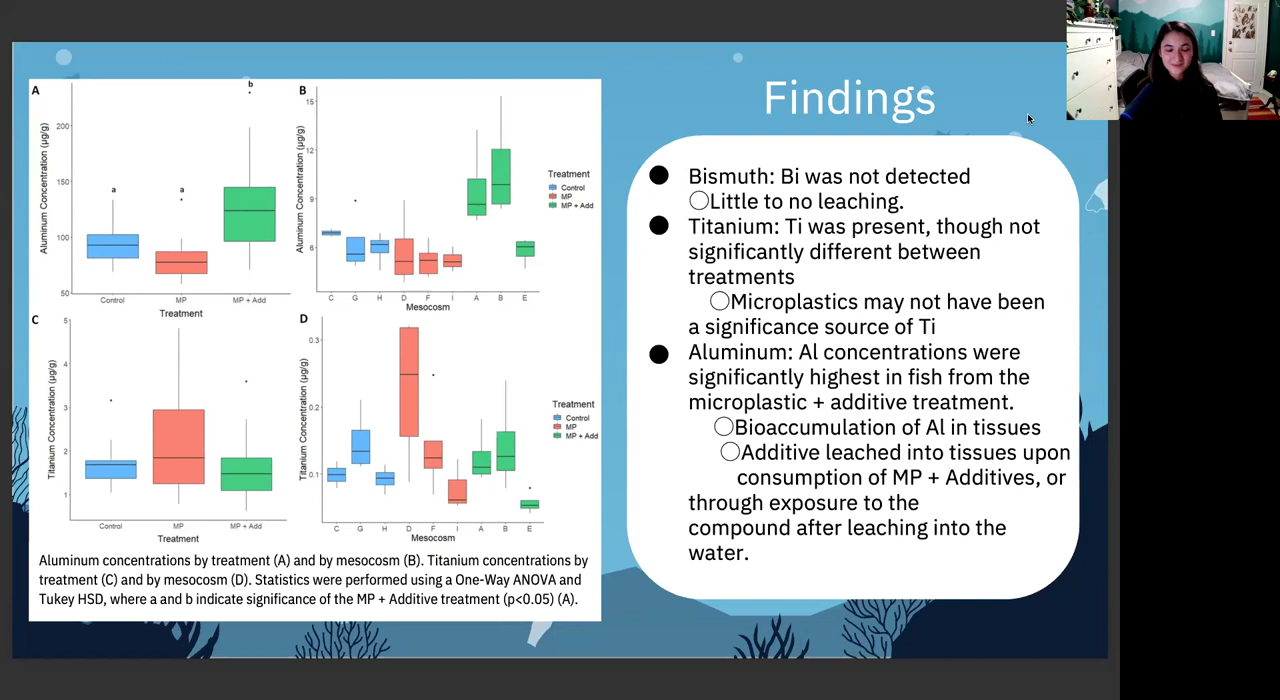 Findings
A
b
a
a
Aluminum Concentration (µg/g)
200
150
100
50
Control
MP
MP + Add
Treatment
B
Aluminum Concentration (µg/g)
15
12
9
6
C
G
H
D
F
I
A
B
E
Mesocosm
Treatment
Control
MP
MP + Add
C
Titanium Concentration (µg/g)
5
4
3
2
1
Control
MP
MP + Add
Treatment
D
Titanium Concentration (µg/g)
0.3
0.2
0.1
C
G
H
D
F
I
A
B
E
Mesocosm
Treatment
Control
MP
MP + Add
Aluminum concentrations by treatment (A) and by mesocosm (B). Titanium concentrations by
treatment (C) and by mesocosm (D). Statistics were performed using a One-Way ANOVA and
Tukey HSD, where a and b indicate significance of the MP + Additive treatment (p<0.05) (A).
Bismuth: Bi was not detected
Little to no leaching.
Titanium: Ti was present, though not
significantly different between
treatments
Microplastics may not have been
a significance source of Ti
Aluminum: Al concentrations were
significantly highest in fish from the
microplastic + additive treatment.
Bioaccumulation of Al in tissues
Additive leached into tissues upon
consumption of MP + Additives, or
through exposure to the
compound after leaching into the
water.